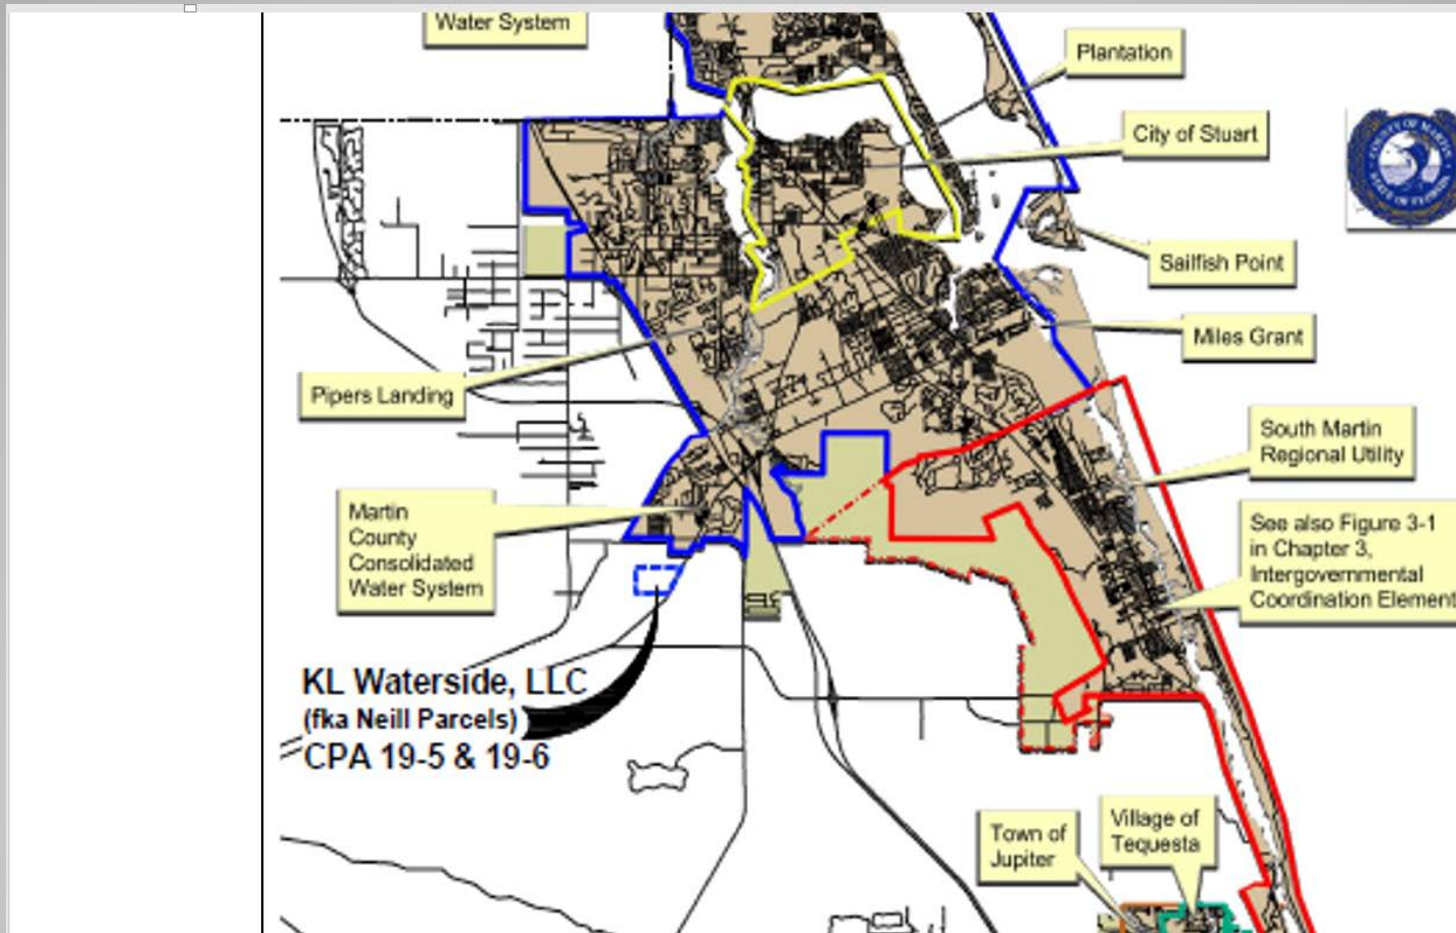 Water System
Plantation
City of Stuart
Sailfish Point
Miles Grant
Pipers Landing
South Martin
Regional Utility
Martin
County
Consolidated
Water System
See also Figure 3-1
in Chapter 3,
Intergovernmental
Coordination Element
KL Waterside, LLC
(fka Neill Parcels)
CPA 19-5 & 19-6
Town of
Jupiter
Village of
Tequesta